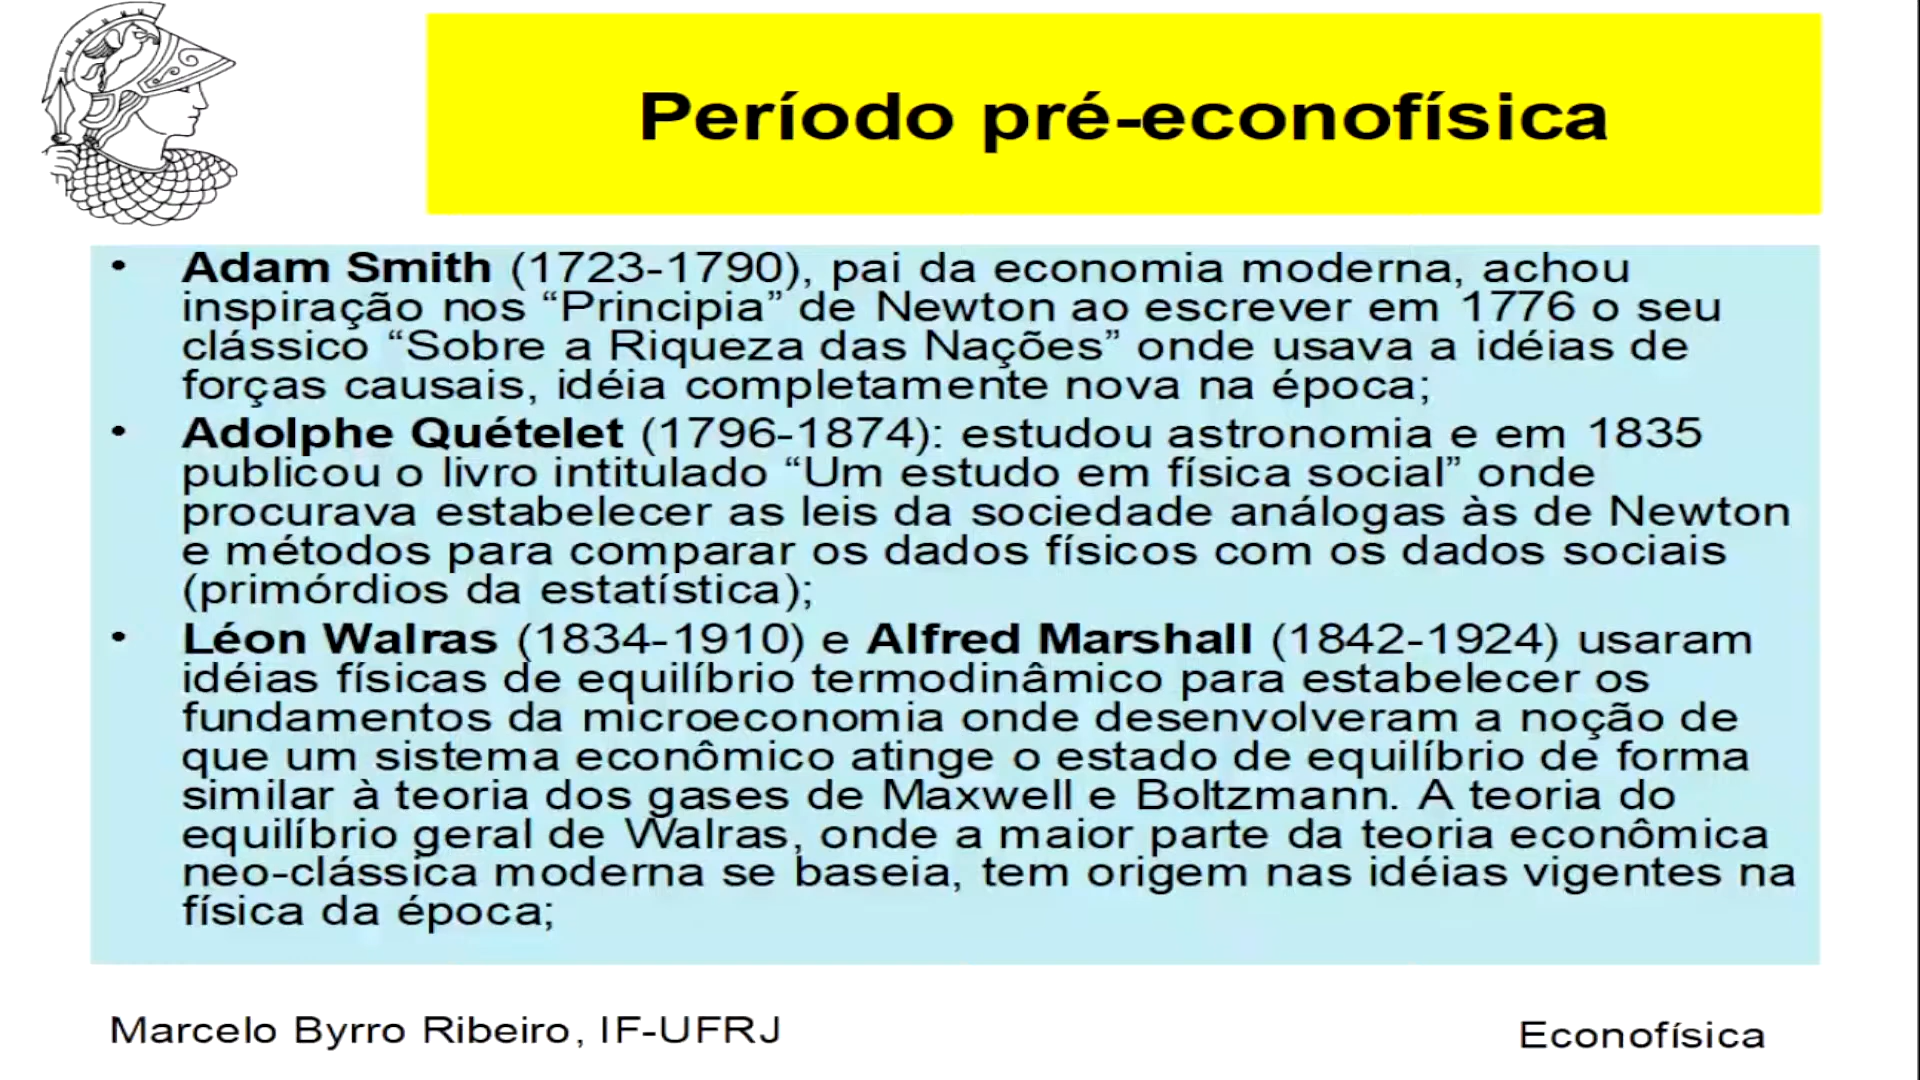 Período pré-econofísica
• Adam Smith (1723-1790), pai da economia moderna, achou
inspiração nos “Principia” de Newton ao escrever em 1776 o seu
clássico “Sobre a Riqueza das Nações” onde usava a idéias de
forças causais, idéia completamente nova na época;
• Adolphe Quételet (1796-1874): estudou astronomia e em 1835
publicou o livro intitulado “Um estudo em física social” onde
procurava estabelecer as leis da sociedade análogas às de Newton
e métodos para comparar os dados físicos com os dados sociais
(primórdios da estatística);
• Léon Walras (1834-1910) e Alfred Marshall (1842-1924) usaram
idéias físicas de equilíbrio termodinâmico para estabelecer os
fundamentos da microeconomia onde desenvolveram a noção de
que um sistema econômico atinge o estado de equilíbrio de forma
similar à teoria dos gases de Maxwell e Boltzmann. A teoria do
equilíbrio geral de Walras, onde a maior parte da teoria econômica
neo-clássica moderna se baseia, tem origem nas idéias vigentes na
física da época;
Marcelo Byrro Ribeiro, IF-UFRJ
Econofísica